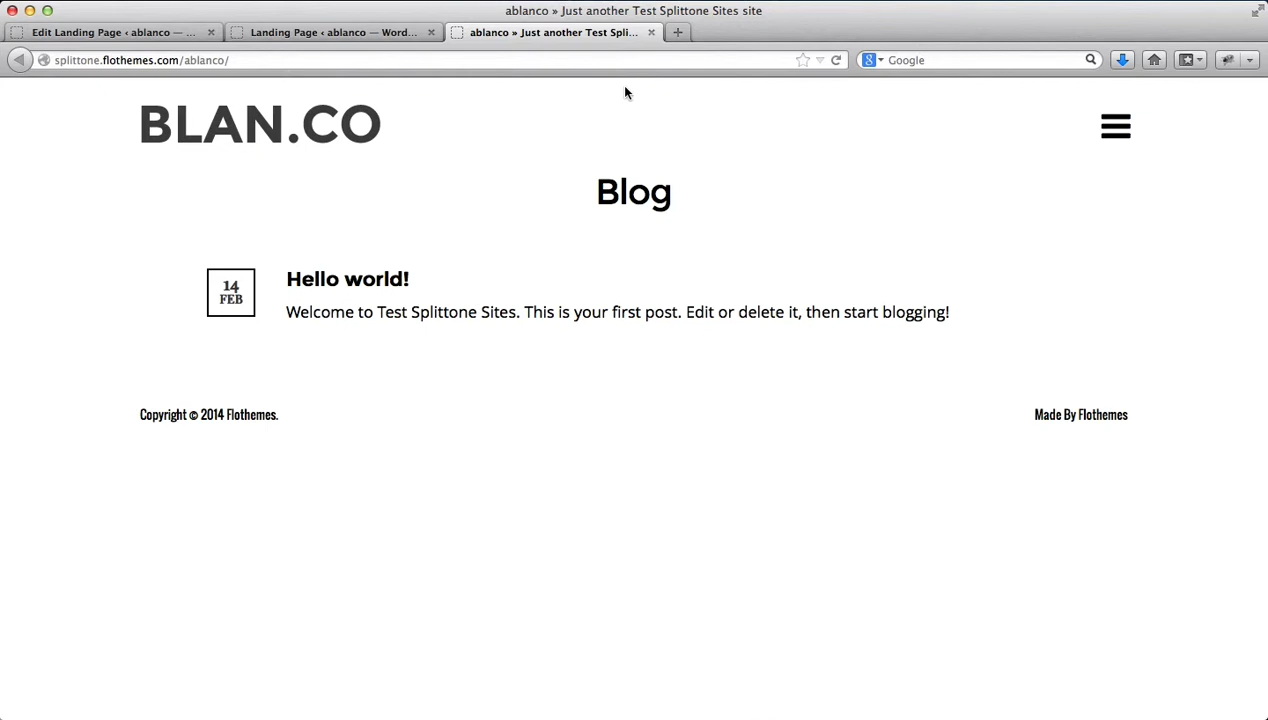 ablanco » Just another Test Splittone Sites site
Edit Landing Page ‹ ablanco — ...
Landing Page ‹ ablanco — Word...
ablanco » Just another Test Spli...
splittone.flothemes.com/ablanco/
Google
BLAN.CO
Blog
14
FEB
Hello world!
Welcome to Test Splittone Sites. This is your first post. Edit or delete it, then start blogging!
Copyright © 2014 Flothemes.
Made By Flothemes